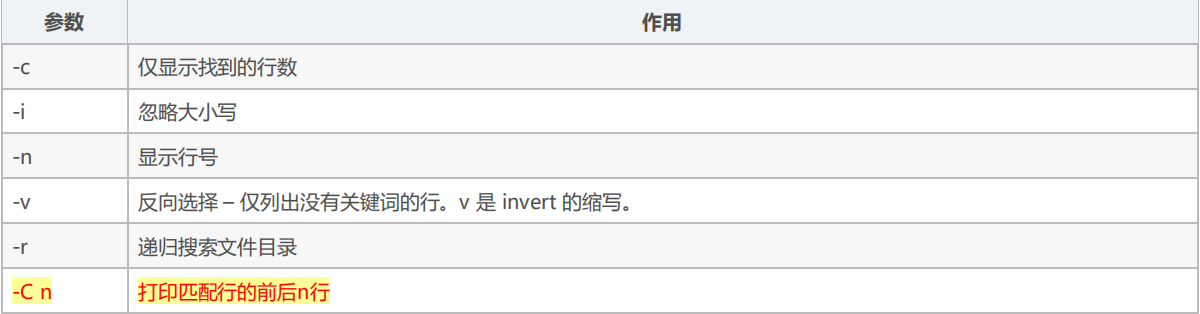 参数 作用
-c 仅显示找到的行数
-i 忽略大小写
-n 显示行号
-v 反向选择 – 仅列出没有关键词的行。v 是 invert 的缩写。
-r 递归搜索文件目录
-C n 打印匹配行的前后n行